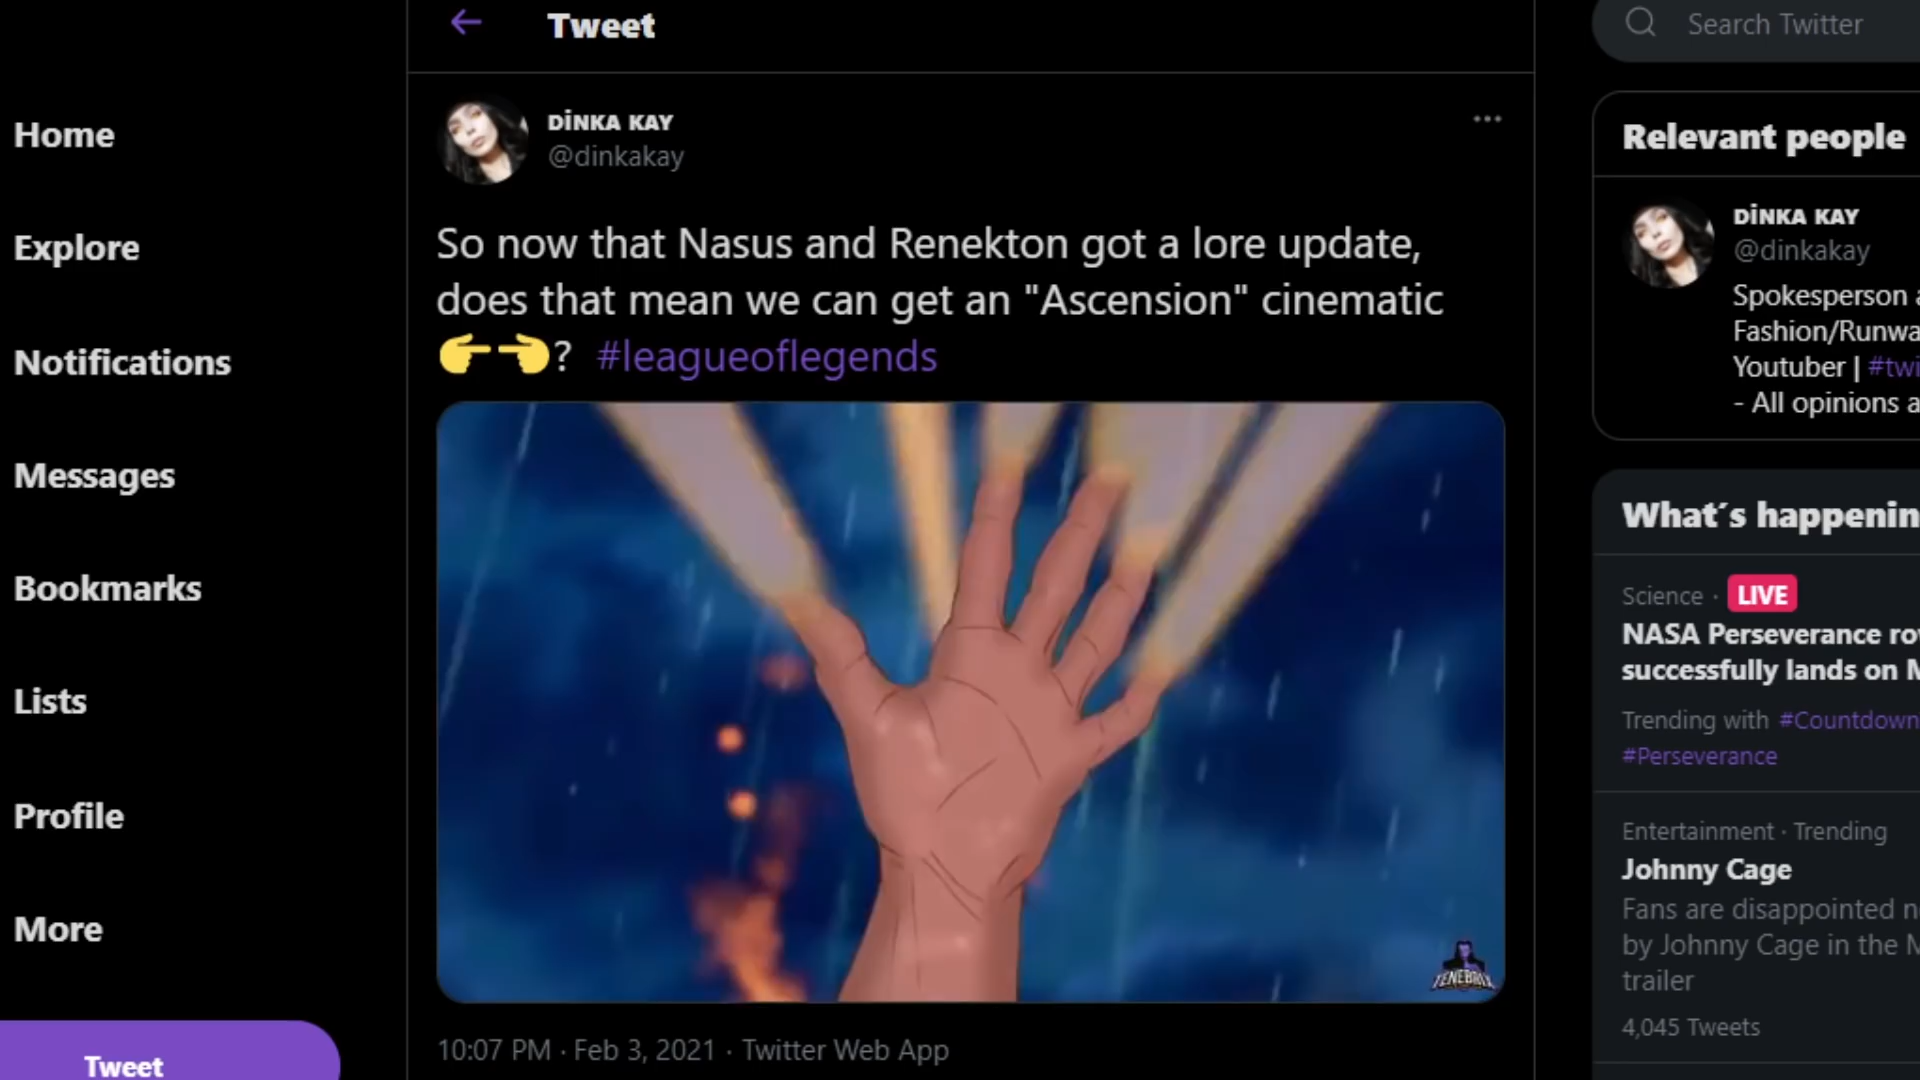 Tweet
Search Twitter
Home
Explore
Notifications
Messages
Bookmarks
Lists
Profile
More
Tweet
DİNKA KAY
@dinkakay
So now that Nasus and Renekton got a lore update,
does that mean we can get an "Ascension" cinematic
👉👈? #leagueoflegends
TENEBRIX
10:07 PM · Feb 3, 2021 · Twitter Web App
Relevant people
DİNKA KAY
@dinkakay
Spokesperson
Fashion/Runwa
Youtuber | #twi
- All opinions a
What´s happenin
Science · LIVE
NASA Perseverance rov
successfully lands on M
Trending with #Countdown
#Perseverance
Entertainment · Trending
Johnny Cage
Fans are disappointed n
by Johnny Cage in the M
trailer
4,045 Tweets